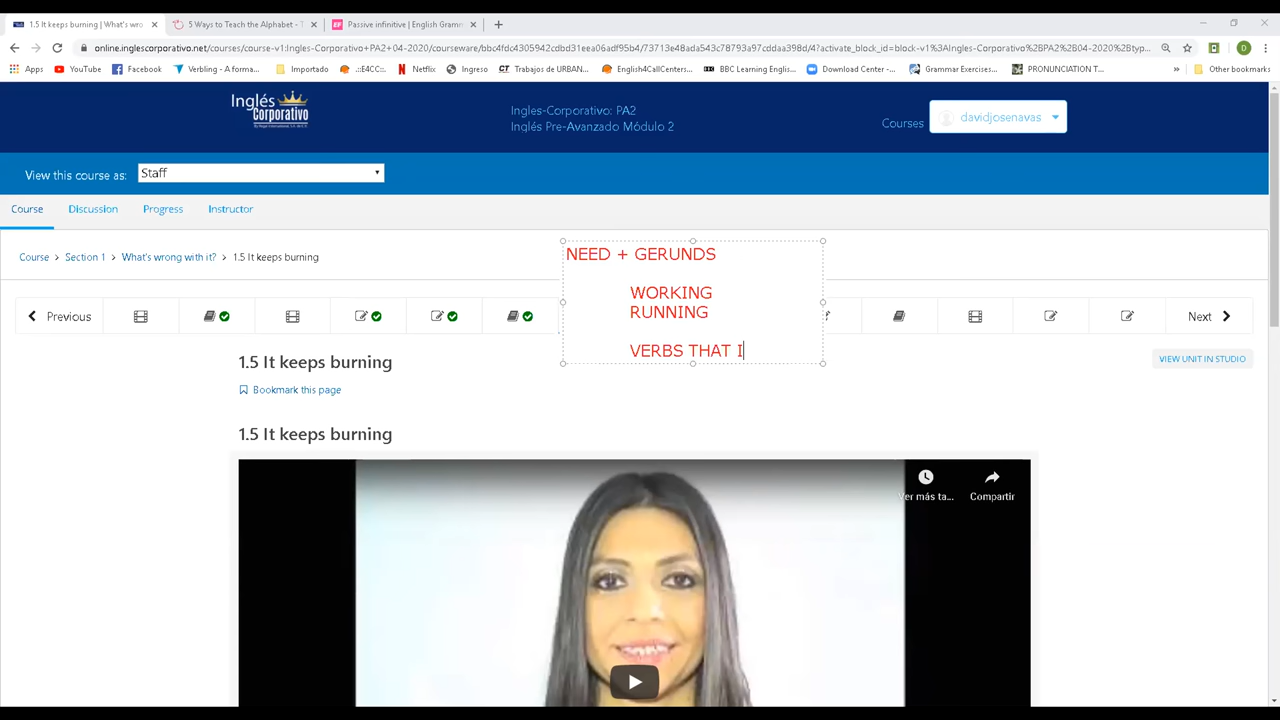 1.5 It keeps burning | What's wro
5 Ways to Teach the Alphabet - T
Passive infinitive | English Gramm
online.inglescorporativo.net/courses/course-v1:Ingles-Corporativo+PA2+04-2020/courseware/bbc4fdc4305942cdbd31eea06adf95b4/73713e48ada543c78793a97cddaa398d/4?activate_block_id=block-v1%3AIngles-Corporativo%2BPA2%2B04-2020%2Btyp...
D
Apps
YouTube
Facebook
Verbling - A forma...
Importado
.::E4CC::.
Netflix
Ingreso
CT Trabajos de URBAN...
English4CallCenters...
BBC Learning English...
Download Center -...
Grammar Exercises...
PRONUNCIATION T...
»
Other bookmarks
Inglés
Corporativo
Ingles-Corporativo: PA2
Inglés Pre-Avanzado Módulo 2
Courses
davidjosenavas
View this course as:
Staff
Course
Discussion
Progress
Instructor
NEED + GERUNDS
Course > Section 1 > What's wrong with it? > 1.5 It keeps burning
WORKING
RUNNING
Previous
Next
VERBS THAT I
1.5 It keeps burning
VIEW UNIT IN STUDIO
Bookmark this page
1.5 It keeps burning
Ver más ta...
Compartir